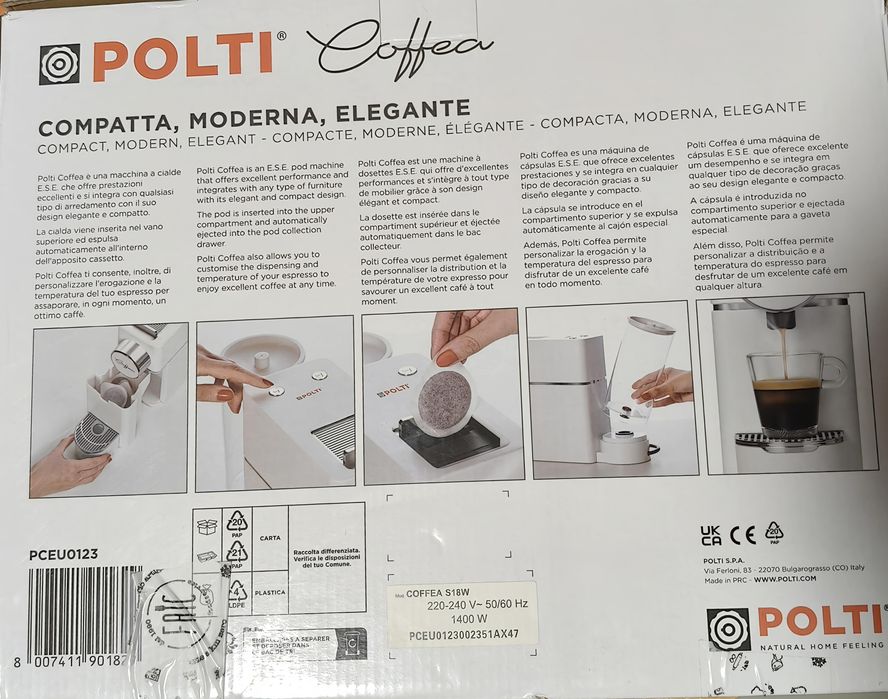 POLTI® Coffea
COMPATTA, MODERNA, ELEGANTE
COMPACT, MODERN, ELEGANT - COMPACTE, MODERNE, ÉLÉGANTE - COMPACTA, MODERNA, ELEGANTE
Polti Coffea è una macchina a cialde
E.S.E. che offre prestazioni
eccellenti e si integra con qualsiasi
tipo di arredamento con il suo
design elegante e compatto.
La cialda viene inserita nel vano
superiore ed espulsa
automaticamente all'interno
dell'apposito cassetto.
Polti Coffea ti consente, inoltre, di
personalizzare l'erogazione e la
temperatura del tuo espresso per
assaporare, in ogni momento, un
ottimo caffè.
Polti Coffea is an E.S.E. pod machine
that offers excellent performance and
integrates with any type of furniture
with its elegant and compact design.
The pod is inserted into the upper
compartment and automatically
ejected into the pod collection
drawer
Polti Coffea also allows you to
customise the dispensing and
temperature of your espresso to
enjoy excellent coffee at any time.
Polti Coffea est une machine à
dosettes E.S.E. qui offre d'excellentes
performances et s'intègre à tout type
de mobilier grâce à son design
élégant et compact.
La dosette est insérée dans le
compartiment supérieur et éjectée
automatiquement dans le bac
collecteur.
Polti Coffea vous permet également
de personnaliser la distribution et la
température de votre expresso pour
savourer un excellent café à tout
moment.
Polti Coffea es una máquina de
cápsulas E.S.E. que ofrece excelentes
prestaciones y se integra en cualquier
tipo de decoración gracias a su
diseño elegante y compacto.
La cápsula se introduce en el
compartimento superior y se expulsa
automáticamente al cajón especial.
Además, Polti Coffea permite
personalizar la erogación y la
temperatura del espresso para
disfrutar de un excelente café
en todo momento.
Polti Coffea é uma máquina de
cápsulas E.S.E. que oferece excelente
um desempenho e se integra em
qualquer tipo de decoração graças
ao seu design elegante e compacto.
A cápsula é introduzida no
compartimento superior e ejectada
automaticamente para a gaveta
especial.
Além disso, Polti Coffea permite
personalizar a distribuição e a
temperatura do espresso para
desfrutar de um excelente café em
qualquer altura.
POLTI
POLTI
PCEU0123
8 007411 90182
20
PAP
21
PAP
CARTA
4
LDPE
PLASTICA
Raccolta differenziata.
Verifica le disposizioni
del tuo Comune.
EAC
Mod. COFFEA S18W
220-240 V~ 50/60 Hz
1400 W
PCEU0123002351AX47
UK
CA
CE
20
PAP
POLTI S.P.A.
Via Ferloni, 83 - 22070 Bulgarograsso (CO) Italy
Made in PRC - WWW.POLTI.COM
POLTI
NATURAL HOME FEELING